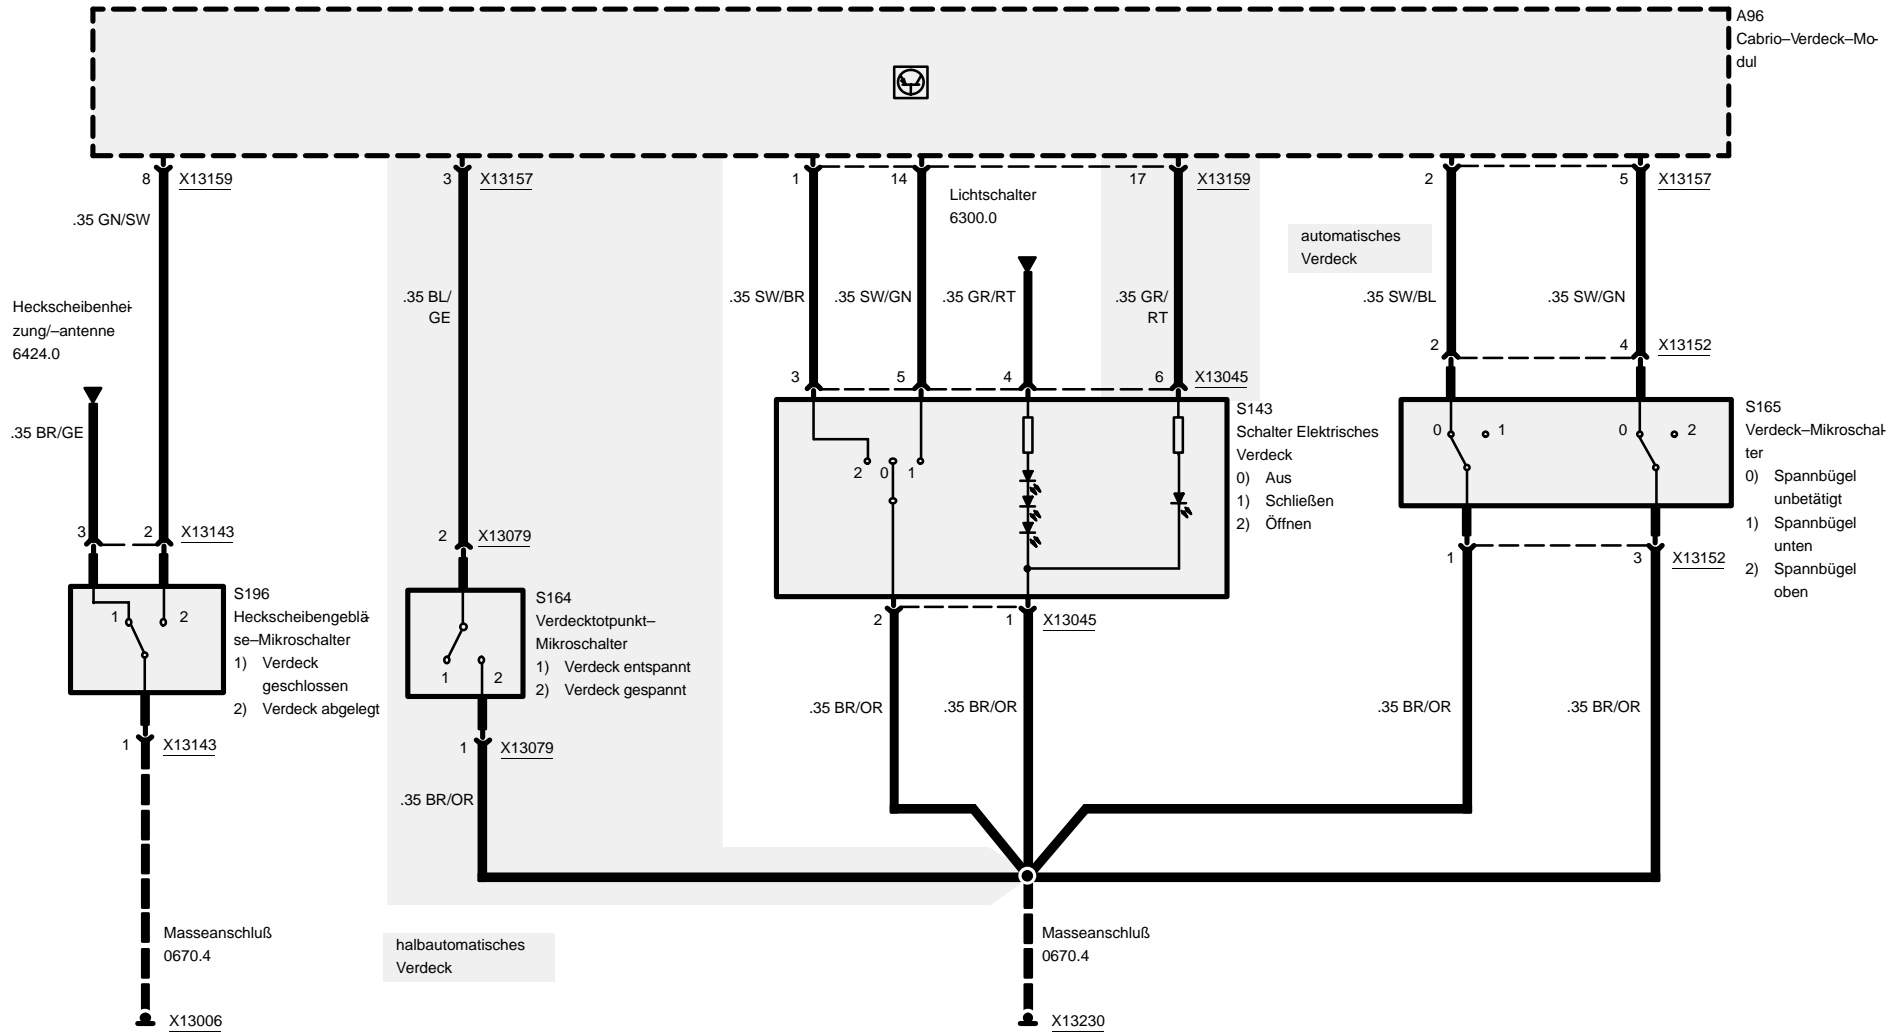 A96
Cabrio–Verdeck–Mo-
dul
8 X13159
3 X13157
1 14 17 X13159
2 5 X13157
.35 GN/SW
Lichtschalter
6300.0
automatisches
Verdeck
Heckscheibenhei-
zung/–antenne
6424.0
.35 BL/
GE
.35 SW/BR
.35 SW/GN
.35 GR/RT
.35 GR/
RT
.35 SW/BL
.35 SW/GN
2 4 X13152
3 5 4 6 X13045
.35 BR/GE
S143
Schalter Elektrisches
Verdeck
0) Aus
1) Schließen
2) Öffnen
2 0 1
S165
Verdeck–Mikroschal-
ter
0) Spannbügel
unbetätigt
1) Spannbügel
unten
2) Spannbügel
oben
0 1
0 2
3 2 X13143
2 X13079
1 3 X13152
S196
Heckscheibengeblä-
se–Mikroschalter
1) Verdeck
geschlossen
2) Verdeck abgelegt
1 2
S164
Verdecktotpunkt–
Mikroschalter
1) Verdeck entspannt
2) Verdeck gespannt
1 2
2 1 X13045
1 X13143
1 X13079
.35 BR/OR
.35 BR/OR
.35 BR/OR
.35 BR/OR
.35 BR/OR
Masseanschluß
0670.4
halbautomatisches
Verdeck
Masseanschluß
0670.4
X13006
X13230